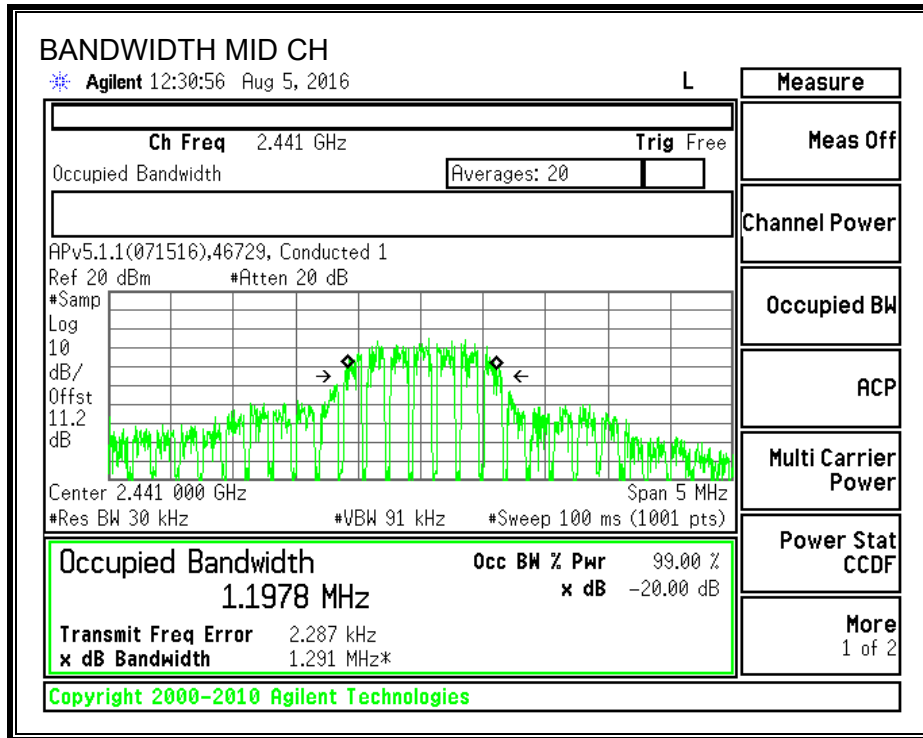 BANDWIDTH MID CH
Agilent 12:30:56 Aug 5, 2016 L
Measure
Ch Freq 2.441 GHz Trig Free
Meas Off
Occupied Bandwidth Averages: 20
Channel Power
APv5.1.1(071516),46729, Conducted 1
Ref 20 dBm #Atten 20 dB
#Samp
Log
10
dB/
Offst
11.2
dB
Occupied BW
ACP
Multi Carrier
Power
Center 2.441 000 GHz Span 5 MHz
#Res BW 30 kHz #VBW 91 kHz #Sweep 100 ms (1001 pts)
Occupied Bandwidth
1.1978 MHz
Occ BW % Pwr 99.00 %
x dB -20.00 dB
Power Stat
CCDF
Transmit Freq Error 2.287 kHz
x dB Bandwidth 1.291 MHz*
More
1 of 2
Copyright 2000-2010 Agilent Technologies